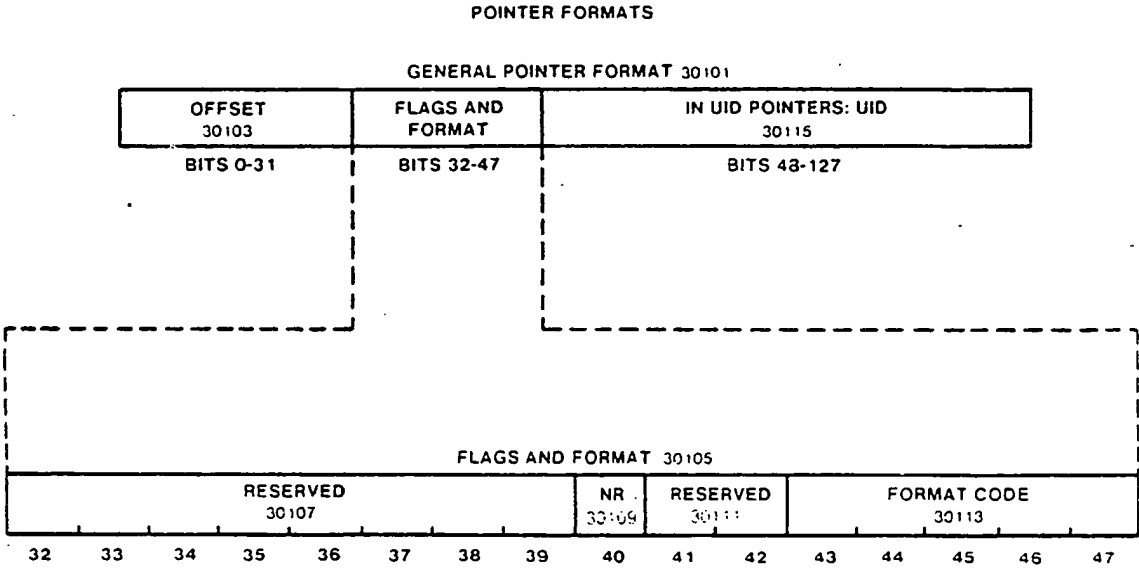 POINTER FORMATS
GENERAL POINTER FORMAT 30101
OFFSET
30103
FLAGS AND
FORMAT
IN UID POINTERS: UID
30115
BITS 0-31
BITS 32-47
BITS 48-127
FLAGS AND FORMAT 30105
RESERVED
30107
NR
30109
RESERVED
30111
FORMAT CODE
30113
32 33 34 35 36 37 38 39 40 41 42 43 44 45 46 47